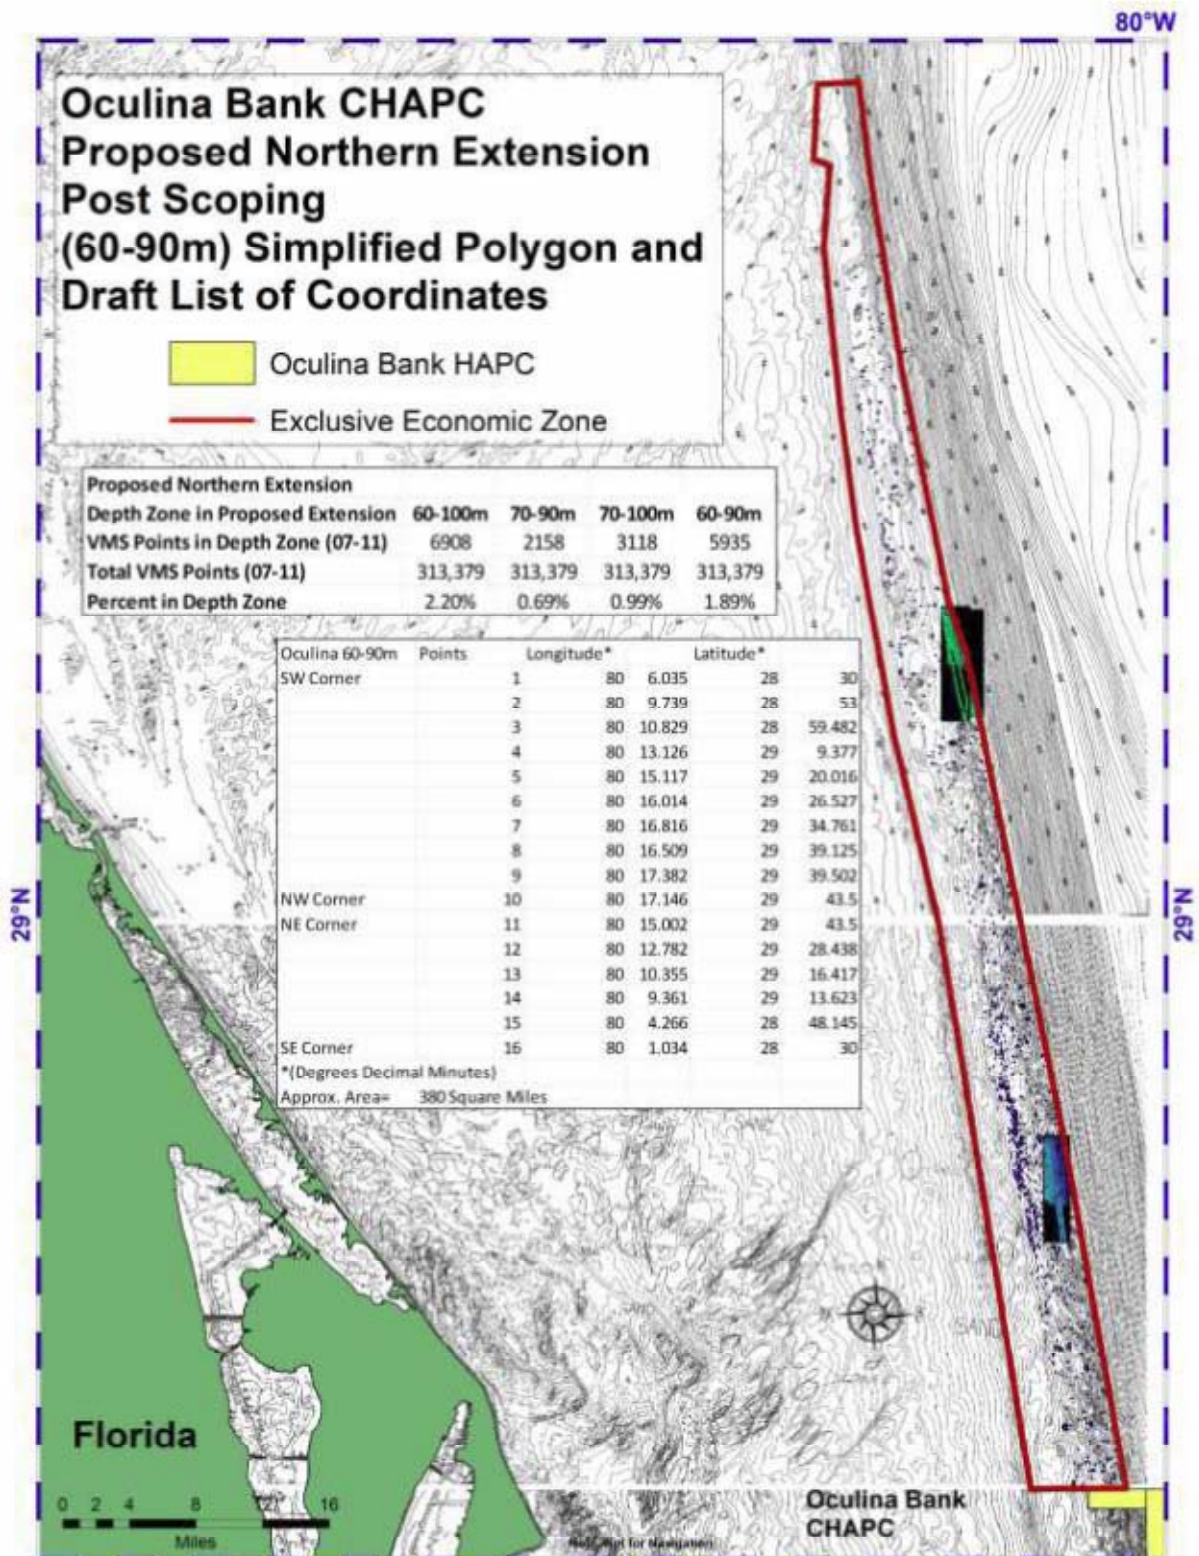 80°W
Oculina Bank CHAPC
Proposed Northern Extension
Post Scoping
(60-90m) Simplified Polygon and
Draft List of Coordinates
Oculina Bank HAPC
Exclusive Economic Zone
Proposed Northern Extension
Depth Zone in Proposed Extension 60-100m 70-90m 70-100m 60-90m
VMS Points in Depth Zone (07-11) 6908 2158 3118 5935
Total VMS Points (07-11) 313,379 313,379 313,379 313,379
Percent in Depth Zone 2.20% 0.69% 0.99% 1.89%
Oculina 60-90m Points Longitude* Latitude*
SW Corner 1 80 6.035 28 30
2 80 9.739 28 53
3 80 10.829 28 59.482
4 80 13.126 29 9.377
5 80 15.117 29 20.016
6 80 16.014 29 26.527
7 80 16.816 29 34.761
8 80 16.509 29 39.125
9 80 17.382 29 39.502
NW Corner 10 80 17.146 29 43.5
NE Corner 11 80 15.002 29 43.5
12 80 12.782 29 28.438
13 80 10.355 29 16.417
14 80 9.361 29 13.623
15 80 4.266 28 48.145
SE Corner 16 80 1.034 28 30
*(Degrees Decimal Minutes)
Approx. Area= 380 Square Miles
29°N
29°N
SAND
Florida
0 2 4 8 12 16
Miles
Oculina Bank
CHAPC
Not for Navigation